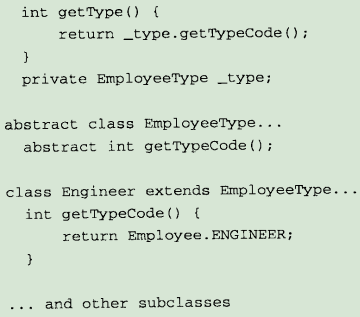 int getType() {
return _type.getTypeCode();
}
private EmployeeType _type;
abstract class EmployeeType...
abstract int getTypeCode();
class Engineer extends EmployeeType...
int getTypeCode() {
return Employee.ENGINEER;
}
... and other subclasses